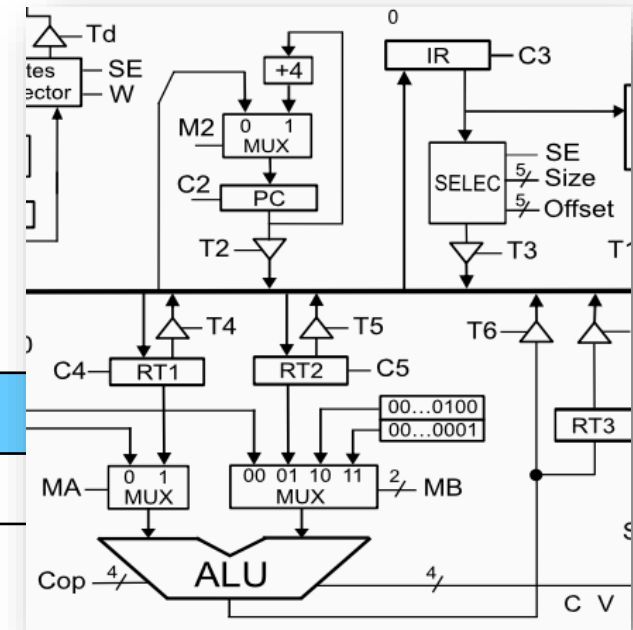 0
Td
tes
ector
SE
W
+4
M2
0 1
MUX
C2
PC
T2
IR
C3
SELEC
SE
5
Size
5
Offset
T3
T1
T4
T5
T6
C4
RT1
RT2
C5
RT3
00...0100
00...0001
MA
0 1
MUX
00 01 10 11
MUX
2
MB
Cop
4
ALU
4
C V